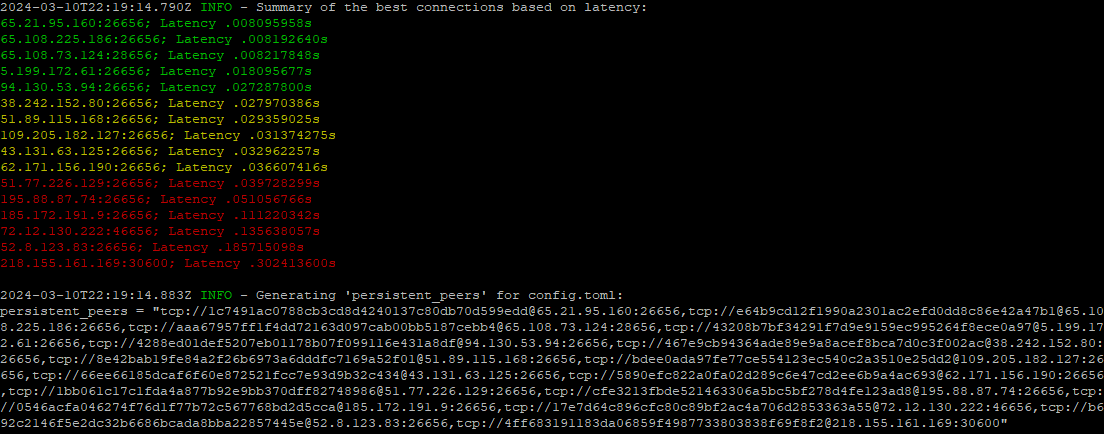 2024-03-10T22:19:14.790Z INFO - Summary of the best connections based on latency:
65.21.95.160:26656; Latency .008095958s
65.108.225.186:26656; Latency .008192640s
65.108.73.124:28656; Latency .008217848s
5.199.172.61:26656; Latency .018095677s
94.130.53.94:26656; Latency .027287800s
38.242.152.80:26656; Latency .027970386s
51.89.115.168:26656; Latency .029359025s
109.205.182.127:26656; Latency .031374275s
43.131.63.125:26656; Latency .032962257s
62.171.156.190:26656; Latency .036607416s
51.77.226.129:26656; Latency .039728299s
195.88.87.74:26656; Latency .051056766s
185.172.191.9:26656; Latency .111220342s
72.12.130.222:46656; Latency .135638057s
52.8.123.83:26656; Latency .185715098s
218.155.161.169:30600; Latency .302413600s
2024-03-10T22:19:14.883Z INFO - Generating 'persistent_peers' for config.toml:
persistent_peers = "tcp://1c7491ac0788cb3cd8d4240137c80db70d599edd@65.21.95.160:26656,tcp://e64b9cd12f1990a2301ac2efd0dd8c86e42a47b1@65.10
8.225.186:26656,tcp://aaa67957ff1f4dd72163d097cab00bb5187cebb4@65.108.73.124:28656,tcp://43208b7bf34291f7d9e9159ec995264f8ece0a97@5.199.17
2.61:26656,tcp://4288ed01def5207eb01178b07f099116e431a8df@94.130.53.94:26656,tcp://467e9cb94364ade89e9a8acef8bca7d0c3f002ac@38.242.152.80:
26656,tcp://8e42bab19fe84a2f26b6973a6dddfc7169a52f01@51.89.115.168:26656,tcp://bdee0ada97fe77ce554123ec540c2a3510e25dd2@109.205.182.127:26
656,tcp://66ee66185dcaf6f60e872521fcc7e93d9b32c434@43.131.63.125:26656,tcp://5890efc822a0fa02d289c6e47cd2ee6b9a4ac693@62.171.156.190:26656
,tcp://1bb061c17c1fda4a877b92e9bb370dff82748986@51.77.226.129:26656,tcp://cfe3213fbde521463306a5bc5bf278d4fe123ad8@195.88.87.74:26656,tcp:
//0546acfa046274f76d1f77b72c567768bd2d5cca@185.172.191.9:26656,tcp://17e7d64c896cfc80c89bf2ac4a706d2853363a55@72.12.130.222:46656,tcp://b6
92c2146f5e2dc32b6686bcada8bba22857445e@52.8.123.83:26656,tcp://4ff683191183da06859f4987733803838f69f8f2@218.155.161.169:30600"